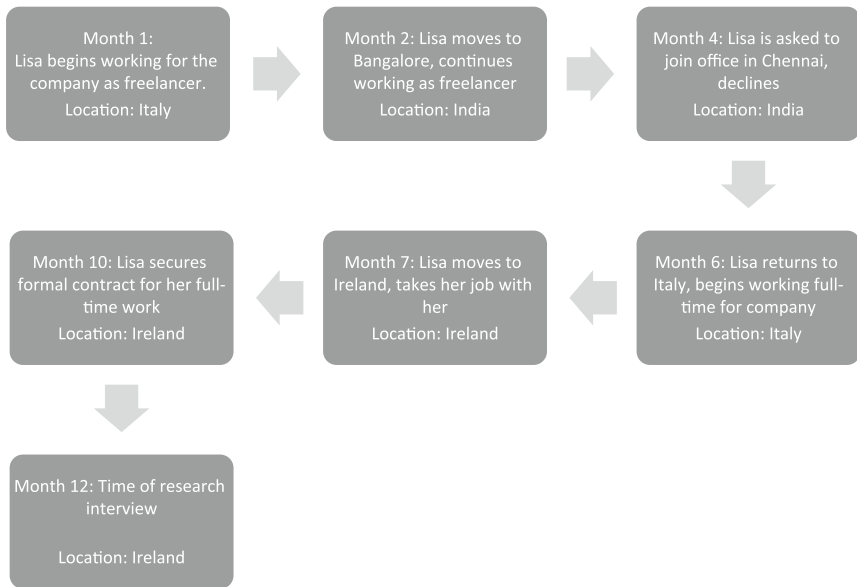 Month 1:
Lisa begins working for the
company as freelancer.
Location: Italy
Month 2: Lisa moves to
Bangalore, continues
working as freelancer
Location: India
Month 4: Lisa is asked to
join office in Chennai,
declines
Location: India
Month 6: Lisa returns to
Italy, begins working full-
time for company
Location: Italy
Month 7: Lisa moves to
Ireland, takes her job with
her
Location: Ireland
Month 10: Lisa secures
formal contract for her full-
time work
Location: Ireland
Month 12: Time of research
interview
Location: Ireland